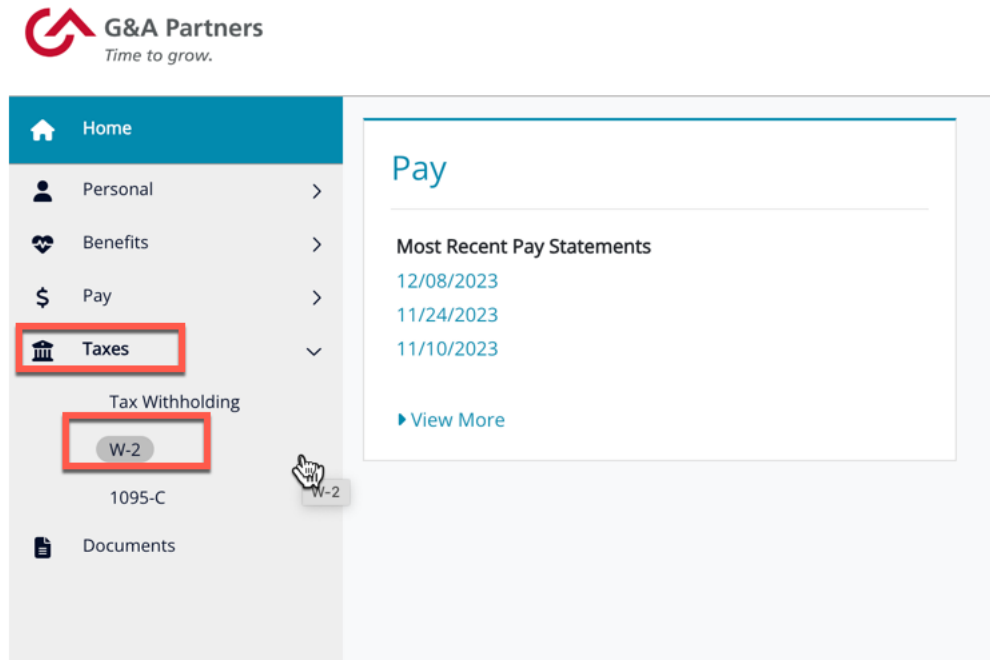 G&A Partners
Time to grow.
Home
Personal
Benefits
Pay
Taxes
Tax Withholding
W-2
W-2
1095-C
Documents
Pay
Most Recent Pay Statements
12/08/2023
11/24/2023
11/10/2023
View More